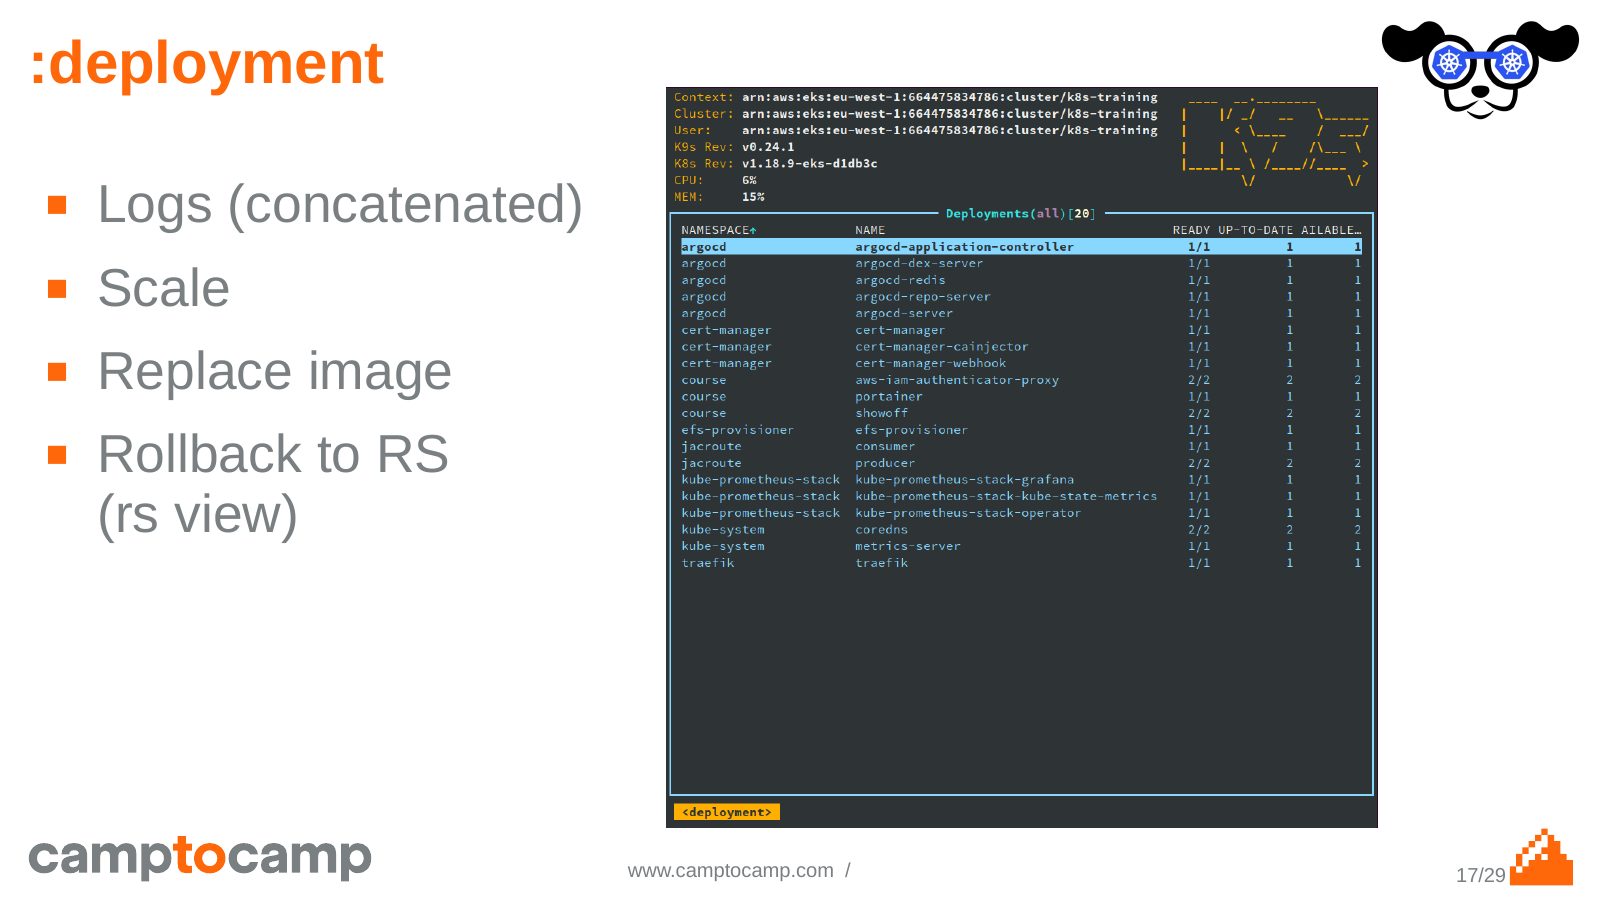 :deployment
Logs (concatenated)
Scale
Replace image
Rollback to RS
(rs view)
Context: arn:aws:eks:eu-west-1:664475834786:cluster/k8s-training
Cluster: arn:aws:eks:eu-west-1:664475834786:cluster/k8s-training
User: arn:aws:eks:eu-west-1:664475834786:cluster/k8s-training
K9s Rev: v0.24.1
K8s Rev: v1.18.9-eks-d1db3c
CPU: 6%
MEM: 15%
Deployments(all)[20]
NAMESPACE↑ NAME READY UP-TO-DATE AILABLE…
argocd argocd-application-controller 1/1 1 1
argocd argocd-dex-server 1/1 1 1
argocd argocd-redis 1/1 1 1
argocd argocd-repo-server 1/1 1 1
argocd argocd-server 1/1 1 1
cert-manager cert-manager 1/1 1 1
cert-manager cert-manager-cainjector 1/1 1 1
cert-manager cert-manager-webhook 1/1 1 1
course aws-iam-authenticator-proxy 2/2 2 2
course portainer 1/1 1 1
course showoff 2/2 2 2
efs-provisioner efs-provisioner 1/1 1 1
jacroute consumer 1/1 1 1
jacroute producer 2/2 2 2
kube-prometheus-stack kube-prometheus-stack-grafana 1/1 1 1
kube-prometheus-stack kube-prometheus-stack-kube-state-metrics 1/1 1 1
kube-prometheus-stack kube-prometheus-stack-operator 1/1 1 1
kube-system coredns 2/2 2 2
kube-system metrics-server 1/1 1 1
traefik traefik 1/1 1 1
<deployment>
camptocamp
www.camptocamp.com /
17/29